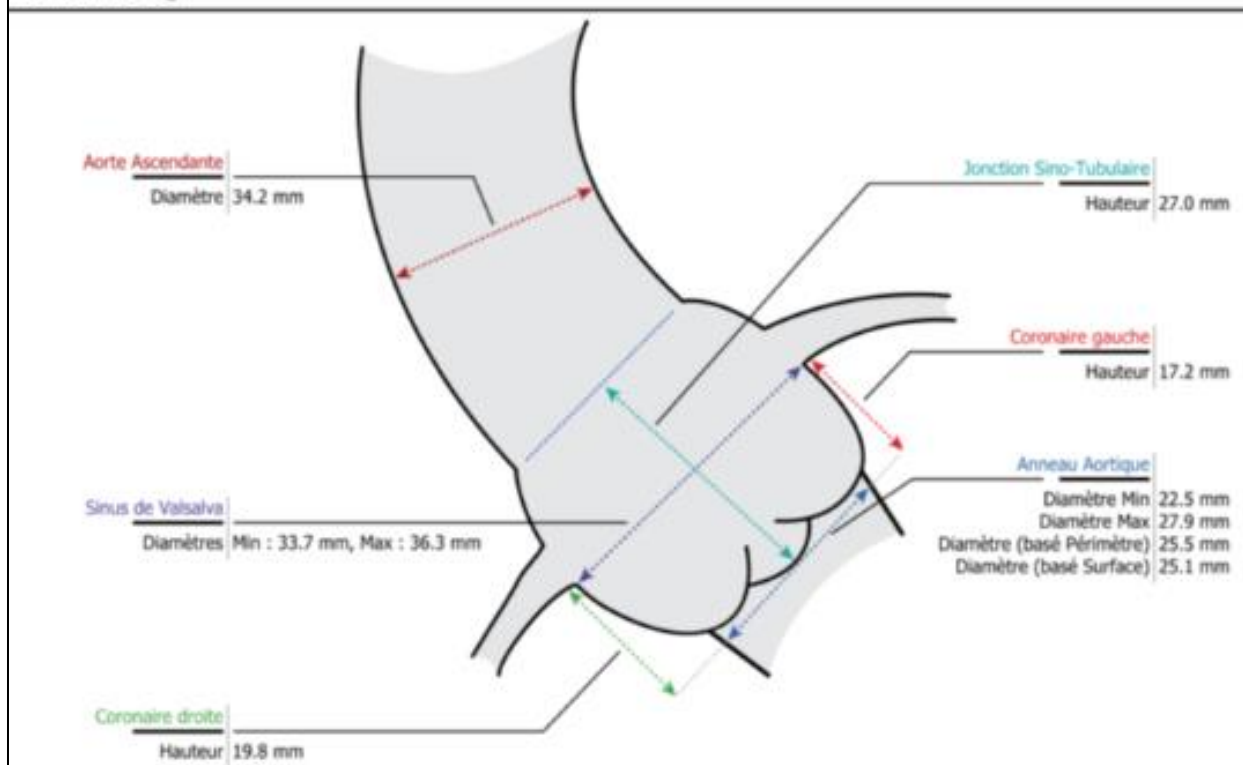 Aorte Ascendante
Diamètre 34.2 mm
Jonction Sino-Tubulaire
Hauteur 27.0 mm
Coronaire gauche
Hauteur 17.2 mm
Anneau Aortique
Diamètre Min 22.5 mm
Diamètre Max 27.9 mm
Diamètre (basé Périmètre) 25.5 mm
Diamètre (basé Surface) 25.1 mm
Sinus de Valsalva
Diamètres Min : 33.7 mm, Max : 36.3 mm
Coronaire droite
Hauteur 19.8 mm